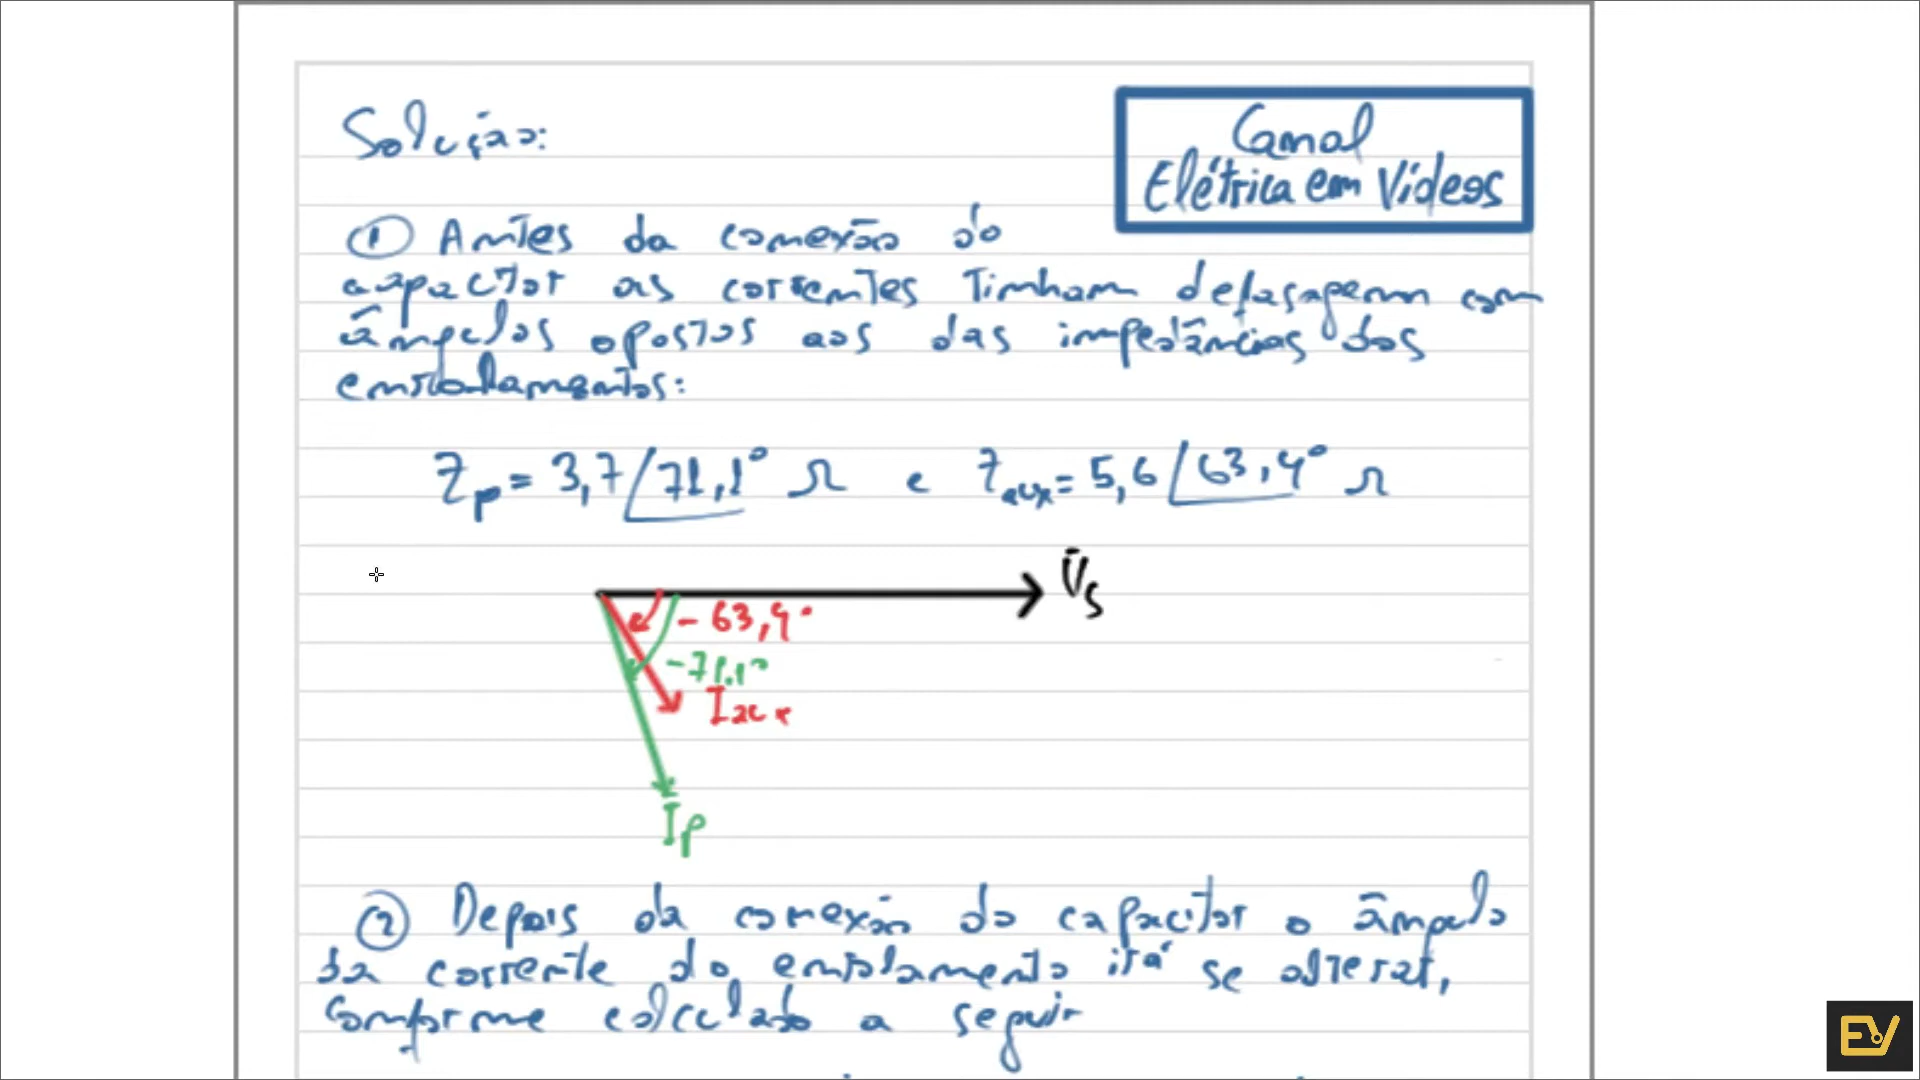 Solução:
Canal
Elétrica em Vídeos
① Antes da conexão do
capacitor as correntes tinham defasagem com
ângulos opostos aos das impedâncias dos
enrolamentos:
Zp = 3,7∠71,1° Ω e Zaux = 5,6∠63,4° Ω
V̇s
-63,4°
-71,1°
Iaux
Ip
② Depois da conexão do capacitor o ângulo
da corrente do enrolamento irá se alterar,
conforme calculado a seguir
EV